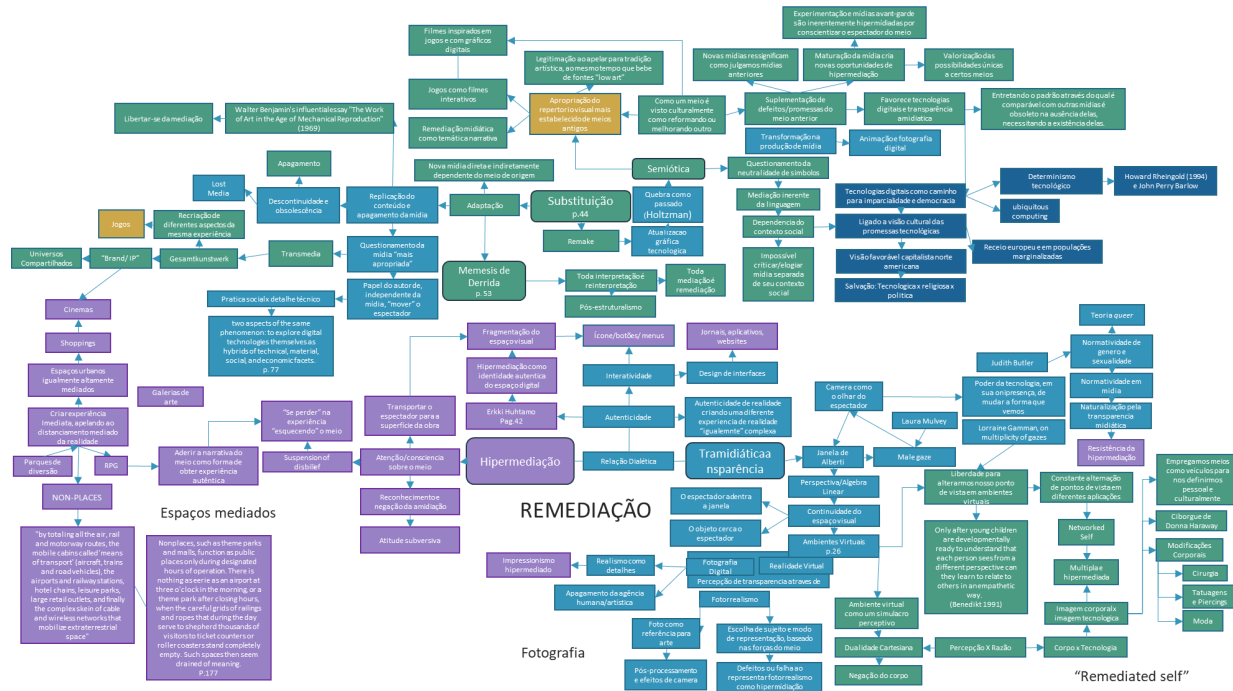 Experimentação e mídias avant-garde
são inerentemente hipermídiadas por
conscientizar o espectador do meio
Filmes inspirados em
jogos e com gráficos
digitais
Legitimação ao apelar para tradição
artística, ao mesmo tempo que bebe
de fontes "low art"
Novas mídias ressignificam
como julgamos mídias
anteriores
Maturação da mídia cria
novas oportunidades de
hipermediação
Valorização das
possibilidades únicas
a certos meios
Jogos como filmes
interativos
Apropriação do
repertorio visual mais
estabelecido de meios
antigos
Como um meio é
visto culturalmente
como reformando ou
melhorando outro
Suplementação de
defeitos/promessas do
meio anterior
Favorece tecnologias
digitais e transparência
amidiatica
Entretando o padrão através do qual é
comparável com outras mídias é
obsoleto na ausência delas,
necessitando a existência delas.
Libertar-se da mediação
Walter Benjamin's influentialessay "The Work
of Art in the Age of Mechanical Reproduction"
(1969)
Remediação midiática
como temática narrativa
Transformação na
produção de mídia
Animação e fotografia
digital
Apagamento
Lost
Media
Descontinuidade e
obsolescência
Replicação do
conteúdo e
apagamento da mídia
Nova mídia direta e indiretamente
dependente do meio de origem
Adaptação
Substituição
p.44
Semiótica
Quebra como
passado
(Holtzman)
Remake
Atualizacao
gráfica
tecnologica
Questionamento da
neutralidade de símbolos
Mediação inerente
da linguagem
Dependencia do
contexto social
Impossível
criticar/elogiar
mídia separada
de seu contexto
social
Tecnologias digitais como caminho
para imparcialidade e democracia
Determinismo
tecnológico
Howard Rheingold (1994)
e John Perry Barlow
ubiquitous
computing
Ligado a visão cultural das
promessas tecnológicas
Receio europeu e em populações
marginalizadas
Visão favorável capitalista norte
americana
Salvação: Tecnologica x religiosa x
politica
Jogos
Recriação de
diferentes aspectos da
mesma experiência
Universos
Compartilhados
"Brand/ IP"
Gesamtkunstwerk
Transmedia
Questionamento da
mídia "mais
apropriada"
Papel do autor de,
independente da
mídia, "mover" o
espectador
Memesis de
Derrida
p. 53
Toda interpretação é
reinterpretação
Toda
mediação é
remediação
Pós-estruturalismo
Pratica social x detalhe técnico
two aspects of the same
phenomenon: to explore digital
technologies themselves as
hybrids of technical, material,
social, and economic facets.
p. 77
Cinemas
Shoppings
Espaços urbanos
igualmente altamente
mediados
Galerias de
arte
Criar experiência
Imediata, apelando ao
distanciamento mediado
da realidade
Parques de
diversão
RPG
Aderir a narrativa do
meio como forma de
obter experiência
autêntica
"Se perder" na
experiência
"esquecendo" o meio
Suspension of
disbilief
NON-PLACES
Espaços mediados
"by totaling all the air, rail
and motorway routes, the
mobile cabins called 'means
of transport' (aircraft, trains
and road vehicles), the
airports and railway stations,
hotel chains, leisure parks,
large retail outlets, and finally
the complex skein of cable
and wireless networks that
mobilize extraterrestrial
space"
Nonplaces, such as theme parks
and malls, function as public
places only during designated
hours of operation. There is
nothing as eerie as an airport at
three o'clock in the morning, or a
theme park after closing hours,
when the careful grids of railings
and ropes that during the day
serve to shepherd thousands of
visitors to ticket counters or
roller coasters stand completely
empty. Such spaces then seem
drained of meaning.
P.177
Fragmentação do
espaço visual
Ícone/botões/ menus
Jornais, aplicativos,
websites
Hipermediação como
identidade autentica
do espaço digital
Interatividade
Design de interfaces
Transportar o
espectador para a
superfície da obra
Erkki Huhtamo
Pag.42
Autenticidade
Autenticidade de realidade
criando uma diferente
experiencia de realidade
"igualemnte" complexa
Atenção/consciencia
sobre o meio
Hipermediação
Relação Dialética
Tramidiáticaa
nsparência
Reconhecimento e
negação da amidiação
Atitude subversiva
REMEDIAÇÃO
Camera como
o olhar do
espectador
Laura Mulvey
Janela de
Alberti
Male gaze
Perspectiva/Algebra
Linear
O espectador adentra
a janela
Continuidade do
espaço visual
O objeto cerca o
espectador
Ambientes Virtuais
p.26
Teoria queer
Judith Butler
Normatividade de
genero e
sexualidade
Poder da tecnologia, em
sua onipresença, de
mudar a forma que
vemos
Normatividade em
mídia
Lorraine Gamman, on
multiplicity of gazes
Naturalização pela
transparencia
midiática
Resistência da
hipermediação
Liberdade para
alterarmos nosso ponto
de vista em ambientes
virtuais
Constante alternação
de pontos de vista em
diferentes aplicações
Empregamos meios
como veículos para
nos definimos
pessoal e
culturalmente
Only after young children
are developmentally
ready to understand that
each person sees from
a different perspective can
they learn to relate to
others in an empathetic
way.
(Benedikt 1991)
Networked
Self
Ciborgue de
Donna Haraway
Multipla e
hipermediada
Modificações
Corporais
Cirurgia
Imagem corporal x
imagem tecnologica
Tatuagens
e Piercings
Moda
Impressionismo
hipermediado
Realismo como
detalhes
Fotografia
Digital
Realidade Virtual
Percepção de transparencia atraves de
Apagamento da agência
humana/artistica
Fotorrealismo
Foto como
referência para
arte
Escolha de sujeito e modo
de representação, baseado
nas forças do meio
Fotografia
Pós-processamento
e efeitos de camera
Defeitos ou falha ao
representar fotorrealismo
como hipermidiação
Ambiente virtual
como um simulacro
perceptivo
Dualidade Cartesiana
Percepção X Razão
Corpo x Tecnologia
Negação do corpo
"Remediated self"